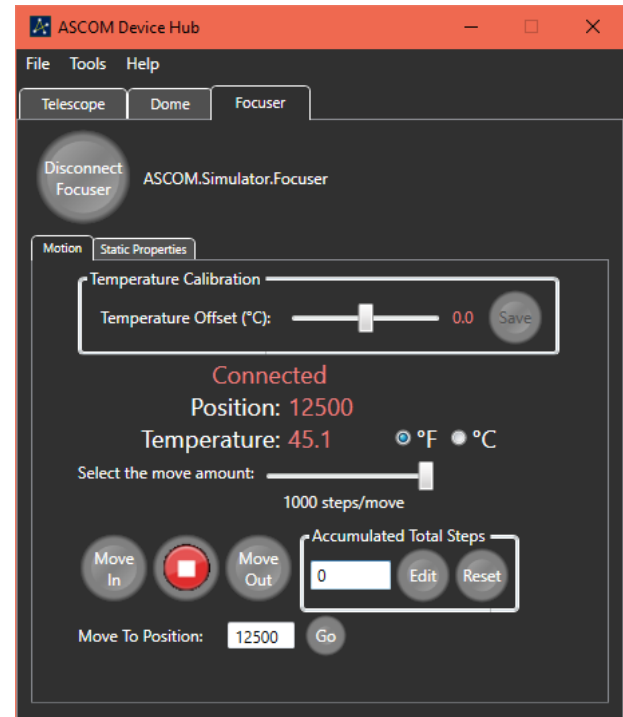 ASCOM Device Hub
File Tools Help
Telescope Dome Focuser
Disconnect
Focuser
ASCOM.Simulator.Focuser
Motion Static Properties
Temperature Calibration
Temperature Offset (°C): 0.0 Save
Connected
Position: 12500
Temperature: 45.1 °F °C
Select the move amount:
1000 steps/move
Accumulated Total Steps
Move
In
Move
Out
0 Edit Reset
Move To Position: 12500 Go